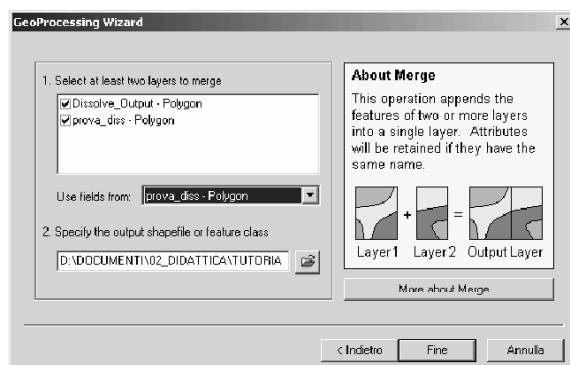 GeoProcessing Wizard
1. Select at least two layers to merge
Dissolve_Output - Polygon
prova_diss - Polygon
Use fields from: prova_diss - Polygon
2. Specify the output shapefile or feature class
D:\DOCUMENTI\02_DIDATTICA\TUTORIA
About Merge
This operation appends the
features of two or more layers
into a single layer. Attributes
will be retained if they have the
same name.
+ =
Layer1 Layer2 Output Layer
More about Merge
< Indietro Fine Annulla